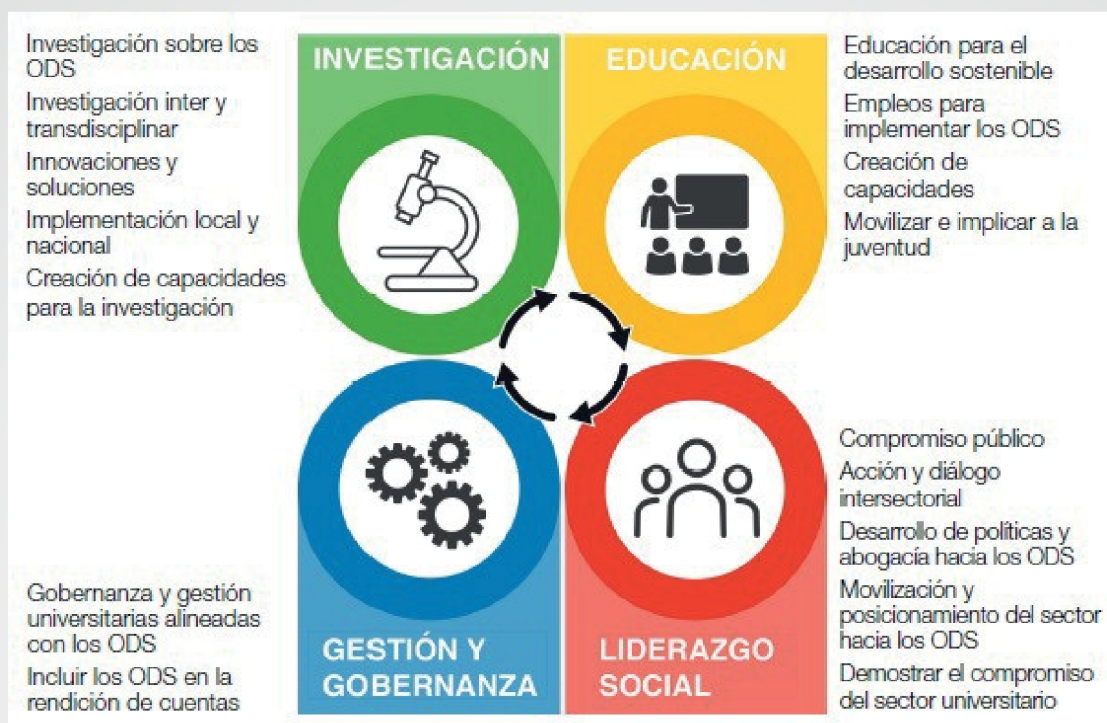 Investigación sobre los
ODS
Investigación inter y
transdisciplinar
Innovaciones y
soluciones
Implementación local y
nacional
Creación de capacidades
para la investigación
INVESTIGACIÓN
EDUCACIÓN
Educación para el
desarrollo sostenible
Empleos para
implementar los ODS
Creación de
capacidades
Movilizar e implicar a la
juventud
Gobernanza y gestión
universitarias alineadas
con los ODS
Incluir los ODS en la
rendición de cuentas
GESTIÓN Y
GOBERNANZA
LIDERAZGO
SOCIAL
Compromiso público
Acción y diálogo
intersectorial
Desarrollo de políticas y
abogacía hacia los ODS
Movilización y
posicionamiento del sector
hacia los ODS
Demostrar el compromiso
del sector universitario